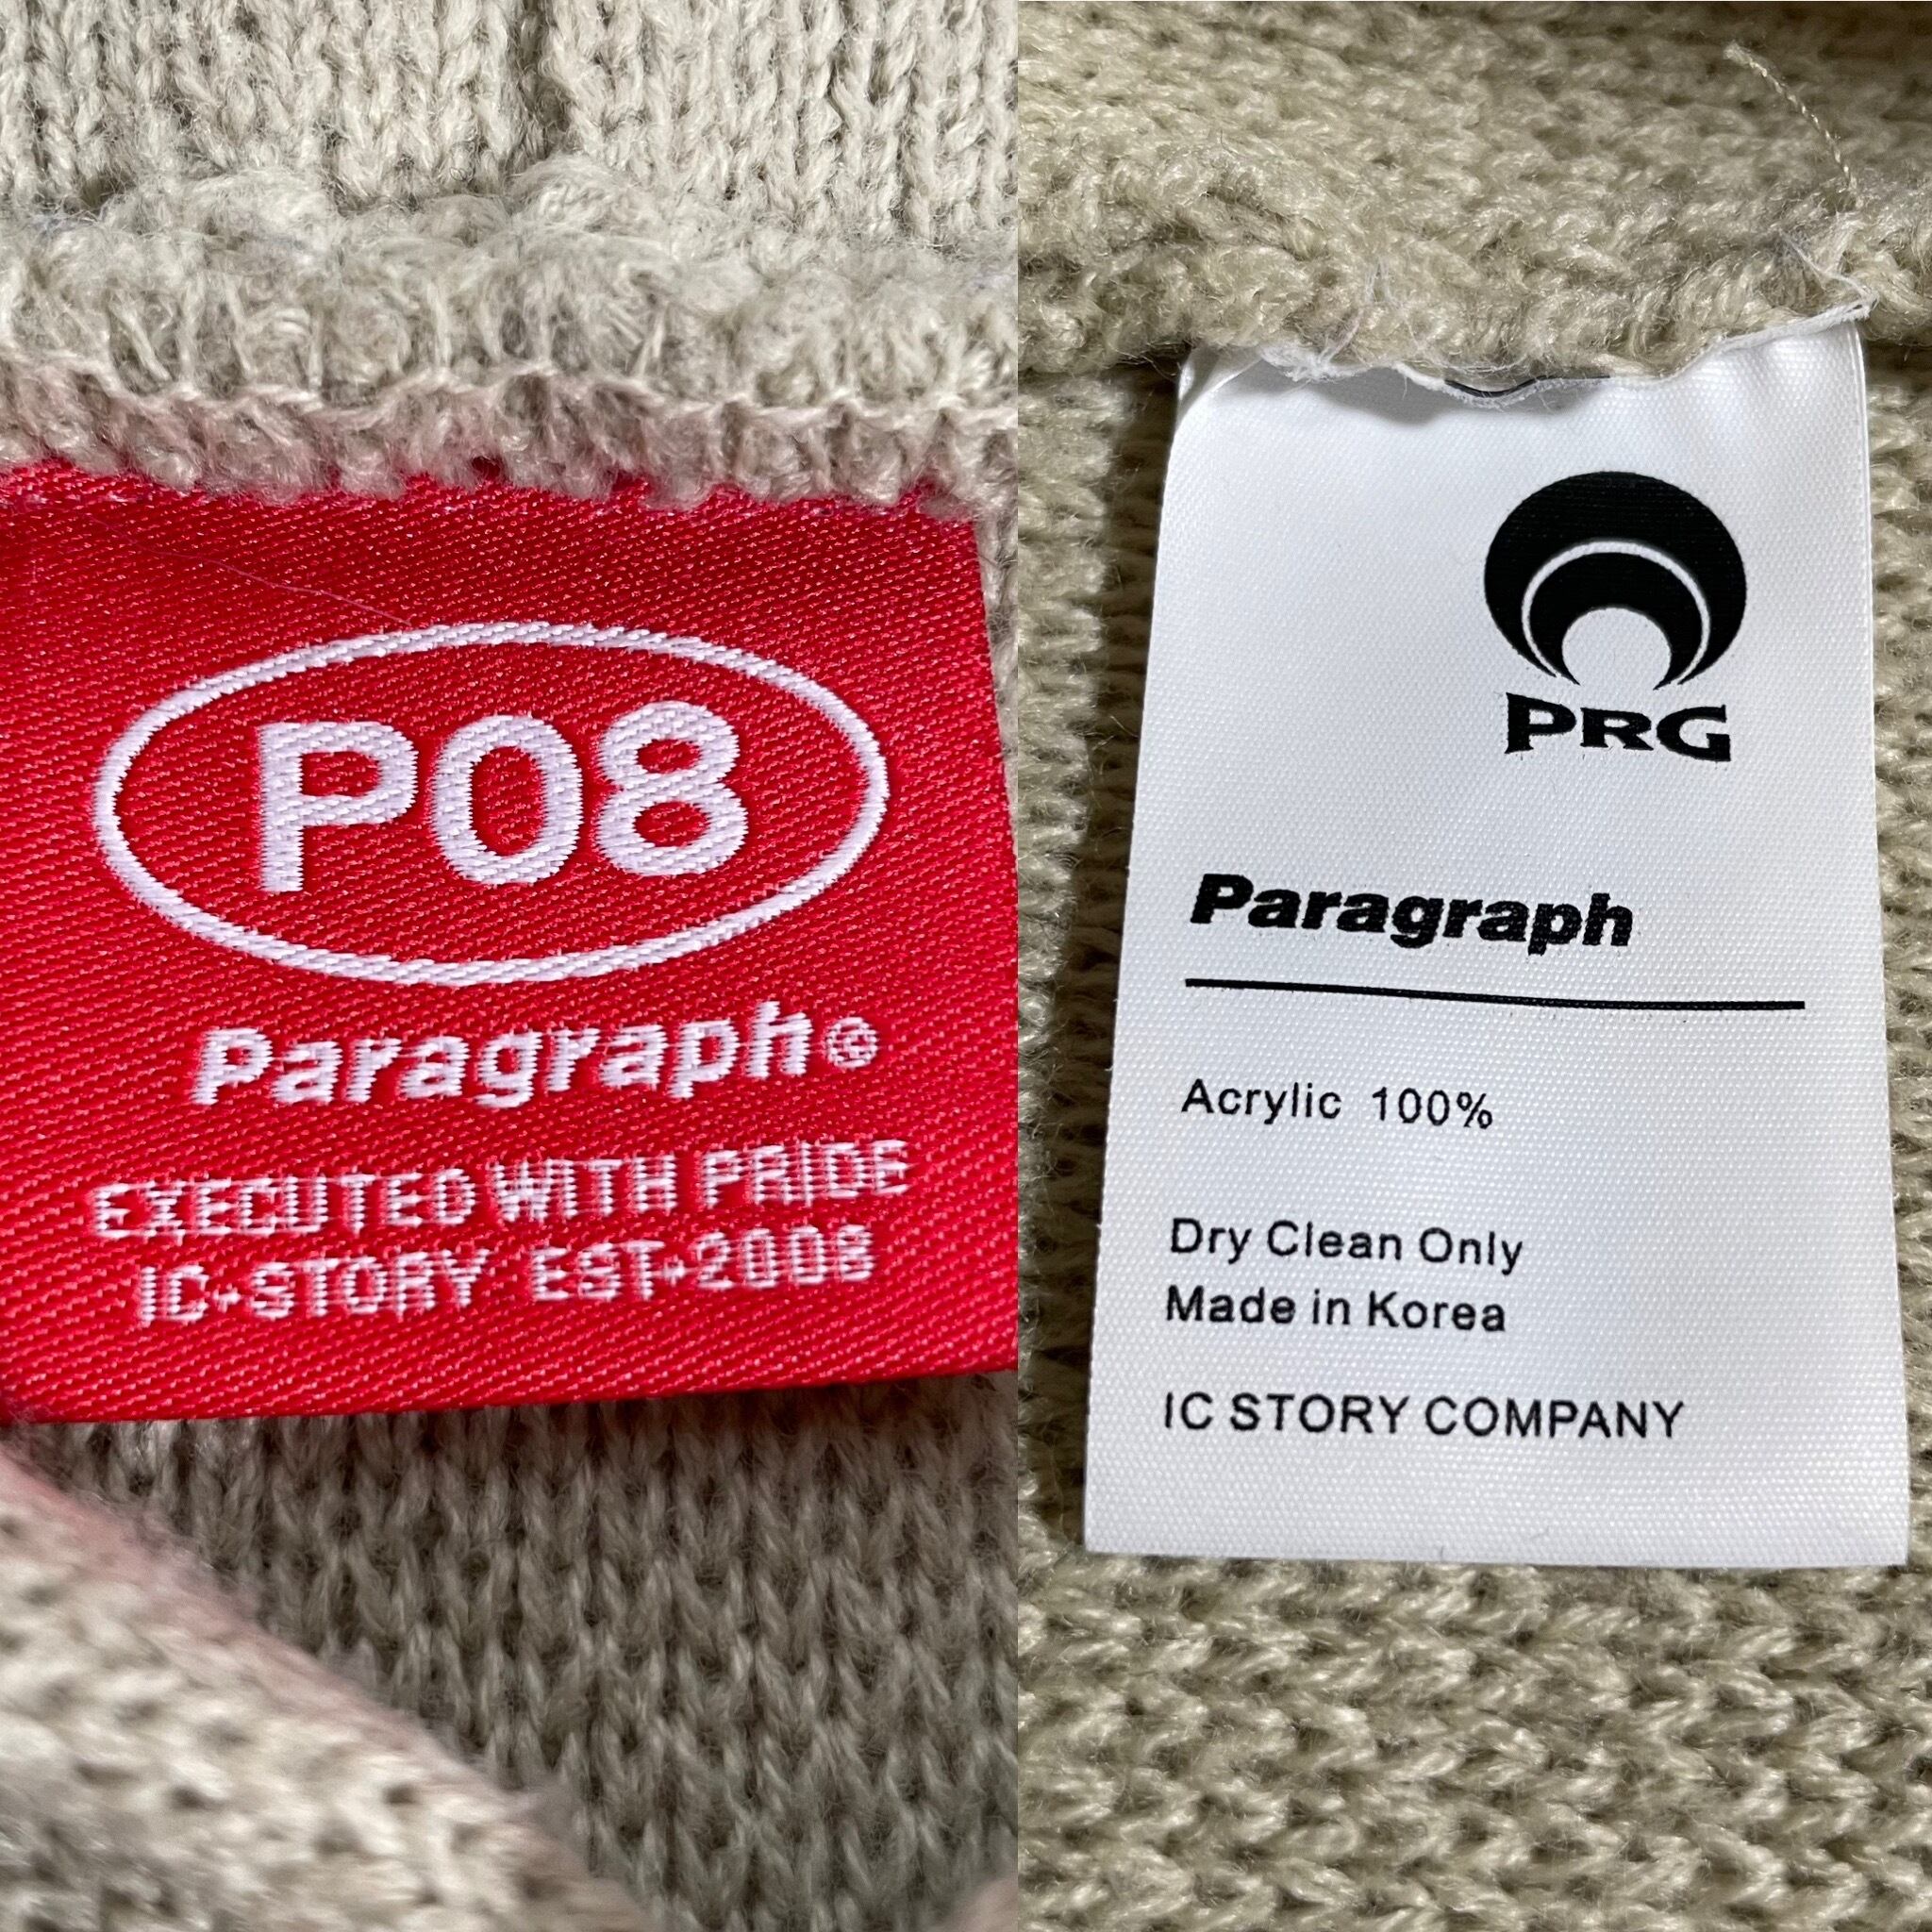 P08
Paragraph©
EXECUTED WITH PRIDE
IC-STORY EST-2008
PRG
Paragraph
Acrylic 100%
Dry Clean Only
Made in Korea
IC STORY COMPANY